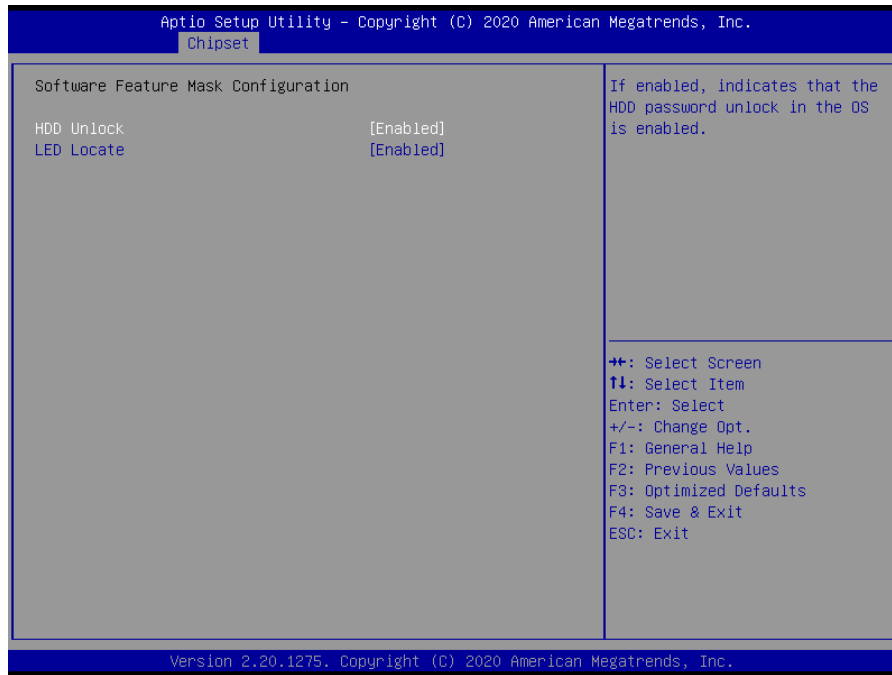 Aptio Setup Utility – Copyright (C) 2020 American Megatrends, Inc.
Chipset
Software Feature Mask Configuration
HDD Unlock [Enabled]
LED Locate [Enabled]
If enabled, indicates that the
HDD password unlock in the OS
is enabled.
→←: Select Screen
↑↓: Select Item
Enter: Select
+/-: Change Opt.
F1: General Help
F2: Previous Values
F3: Optimized Defaults
F4: Save & Exit
ESC: Exit
Version 2.20.1275. Copyright (C) 2020 American Megatrends, Inc.